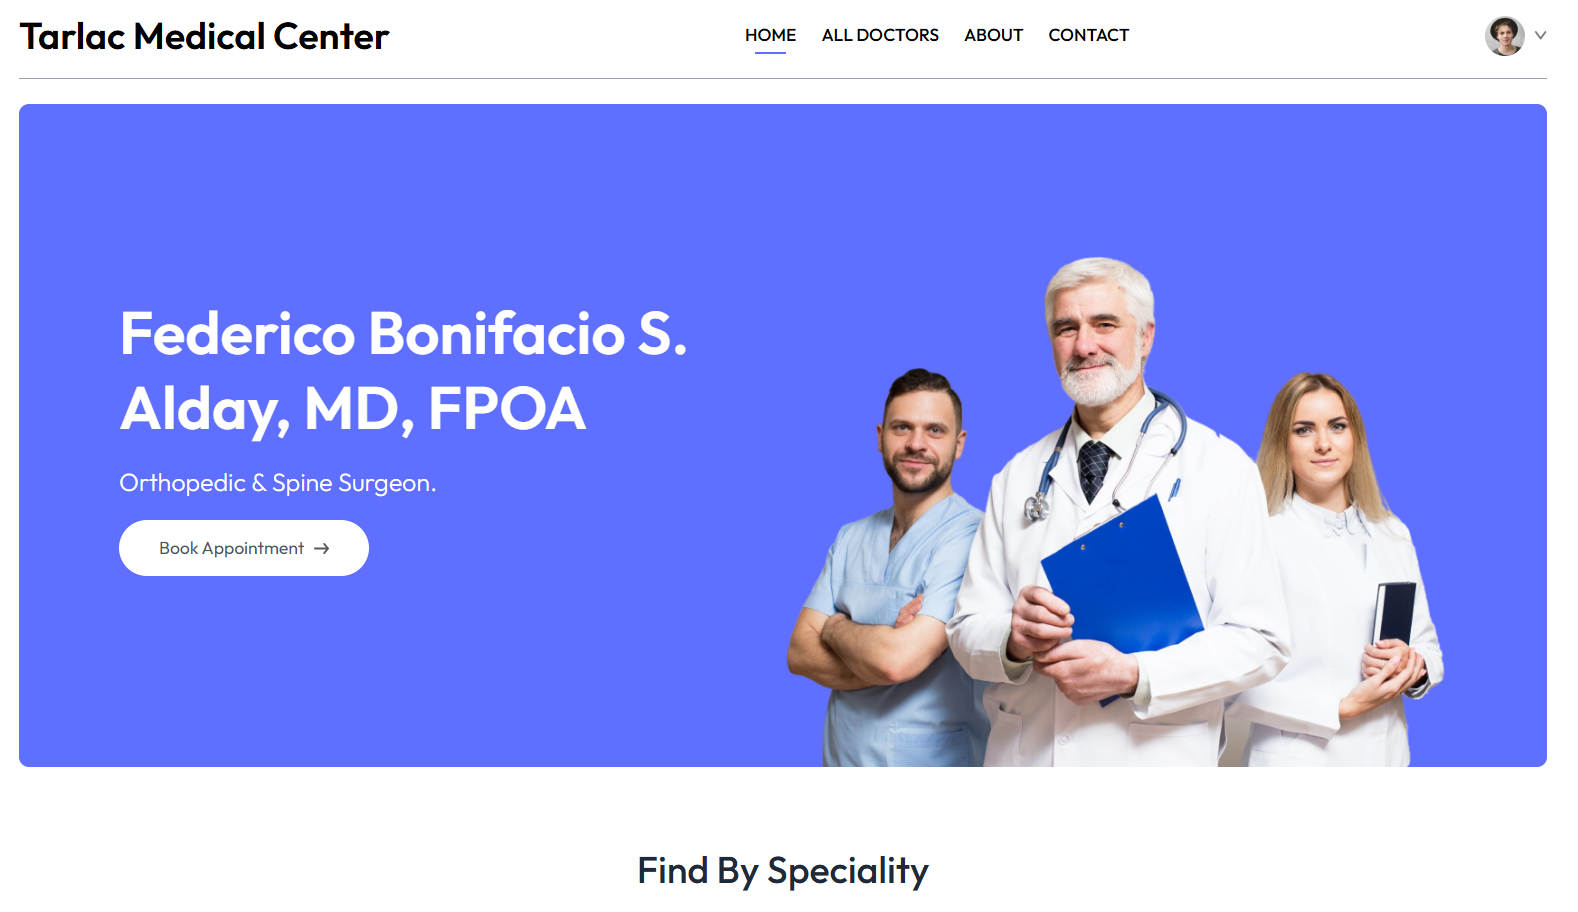 Tarlac Medical Center
HOME ALL DOCTORS ABOUT CONTACT
Federico Bonifacio S.
Alday, MD, FPOA
Orthopedic & Spine Surgeon.
Book Appointment →
Find By Speciality